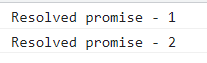 Resolved promise - 1
Resolved promise - 2